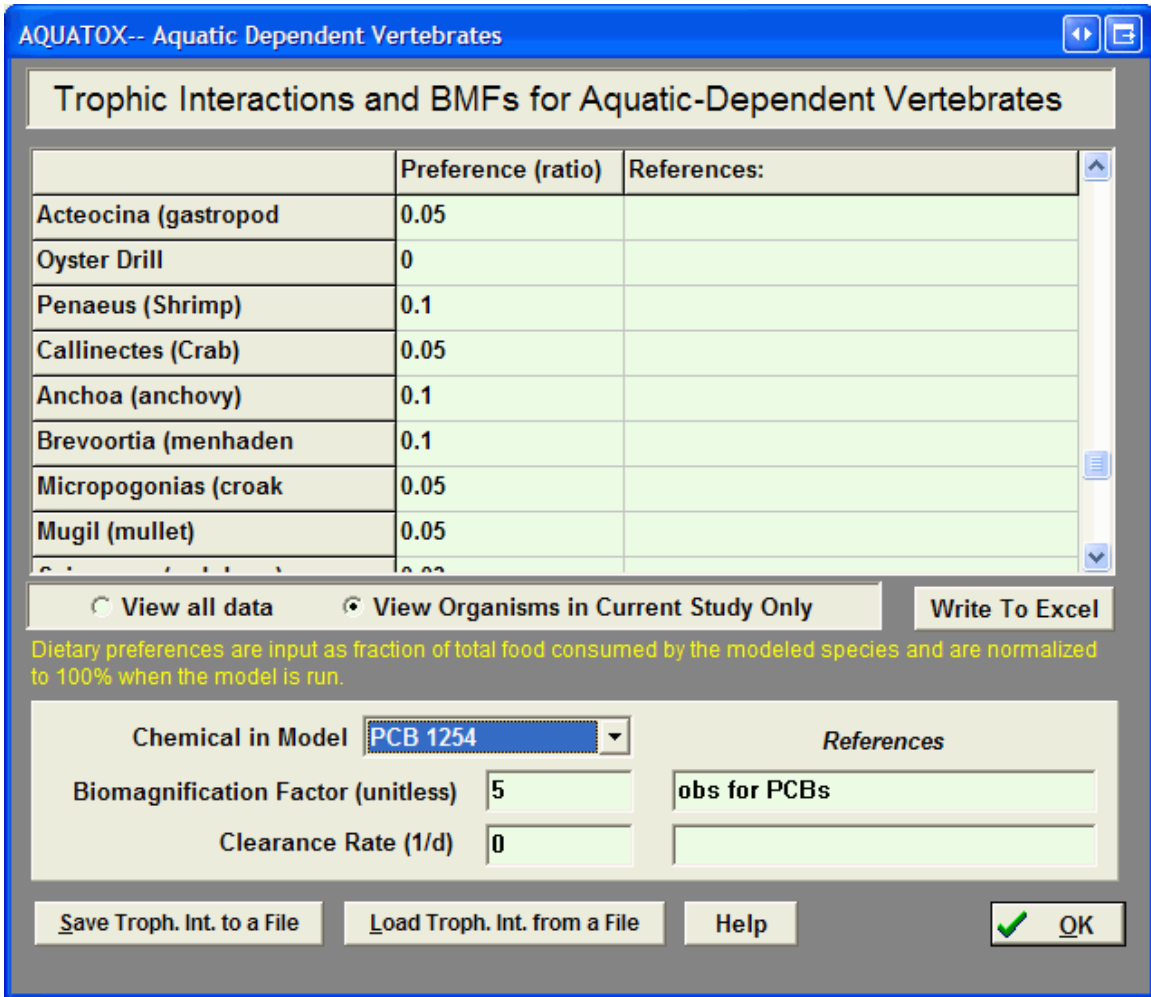 AQUATOX-- Aquatic Dependent Vertebrates
Trophic Interactions and BMFs for Aquatic-Dependent Vertebrates
Preference (ratio) References:
Acteocina (gastropod 0.05
Oyster Drill 0
Penaeus (Shrimp) 0.1
Callinectes (Crab) 0.05
Anchoa (anchovy) 0.1
Brevoortia (menhaden 0.1
Micropogonias (croak 0.05
Mugil (mullet) 0.05
View all data View Organisms in Current Study Only Write To Excel
Dietary preferences are input as fraction of total food consumed by the modeled species and are normalized
to 100% when the model is run.
Chemical in Model PCB 1254 References
Biomagnification Factor (unitless) 5 obs for PCBs
Clearance Rate (1/d) 0
Save Troph. Int. to a File Load Troph. Int. from a File Help OK